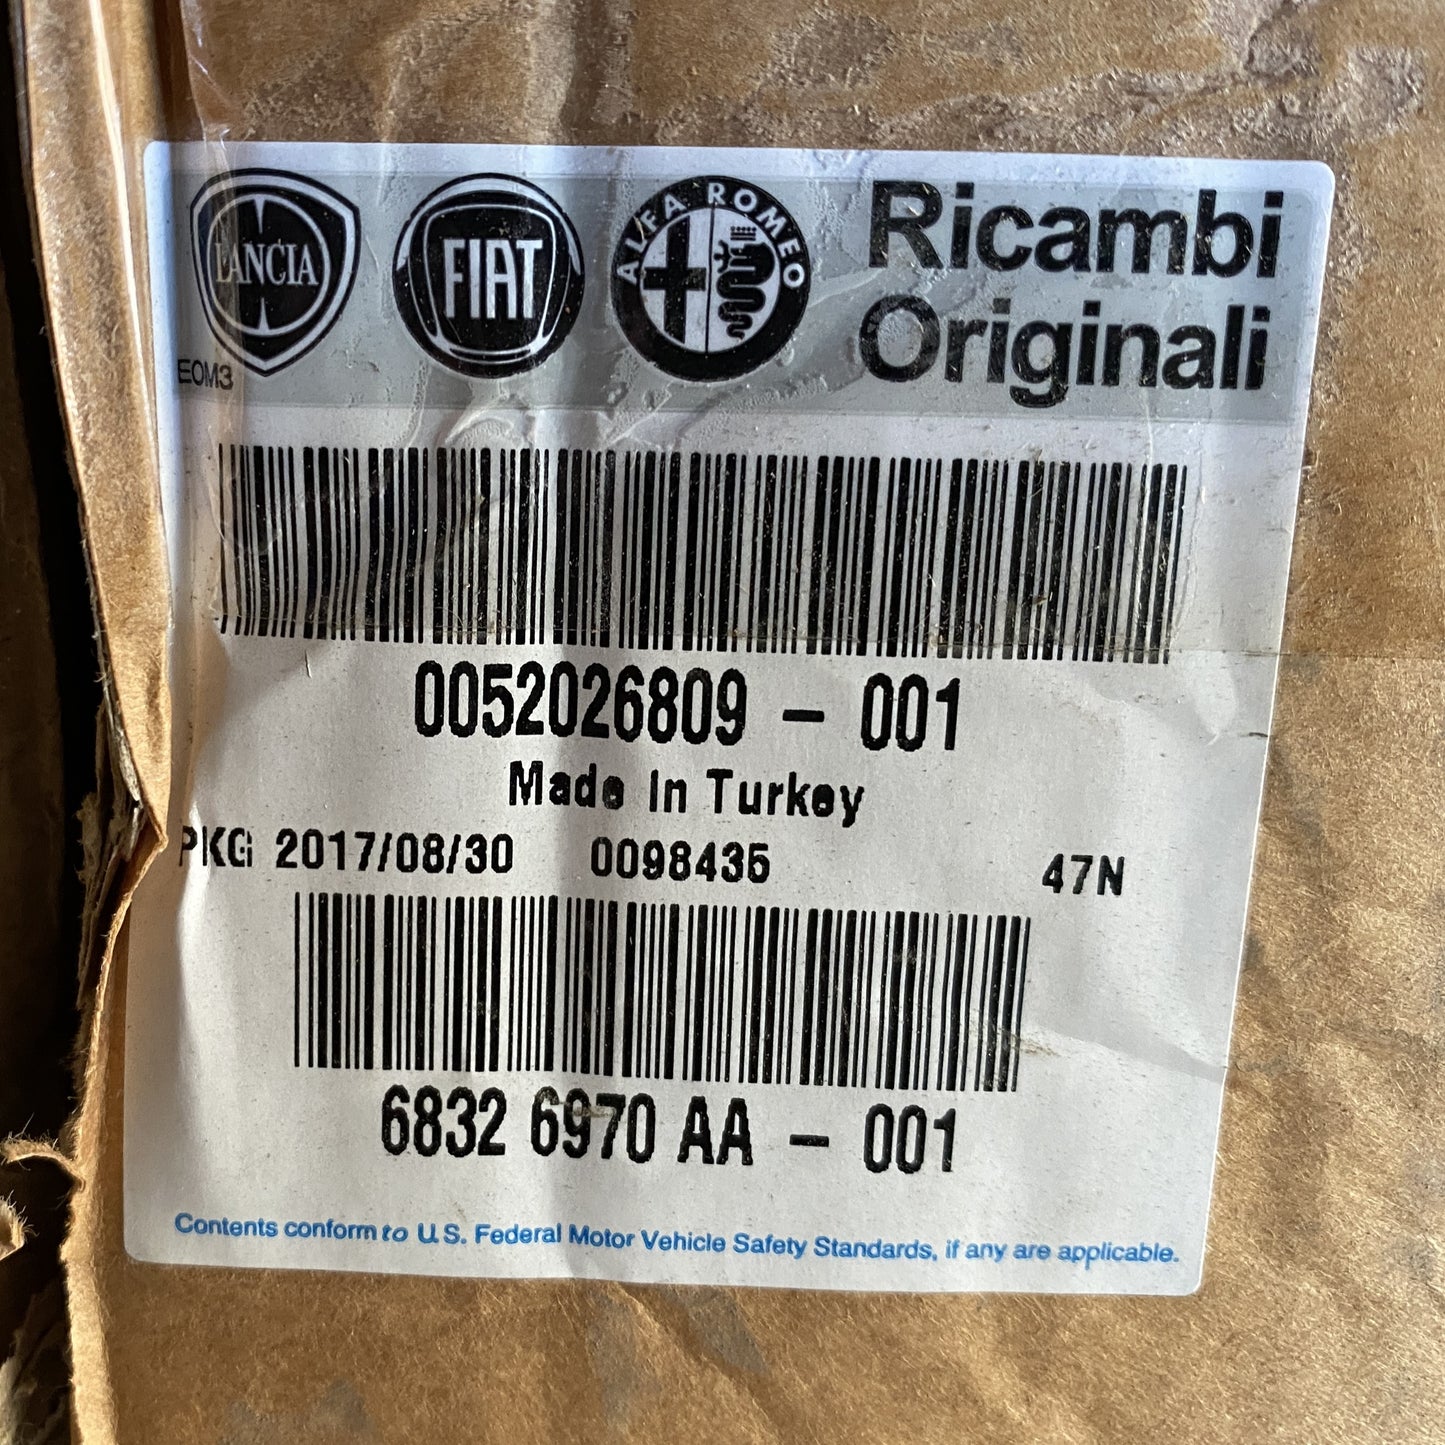 LANCIA
FIAT
ALFA ROMEO
Ricambi
Originali
EOM3
0052026809 - 001
Made In Turkey
PKG 2017/08/30 0098435 47N
6832 6970 AA - 001
Contents conform to U.S. Federal Motor Vehicle Safety Standards, if any are applicable.